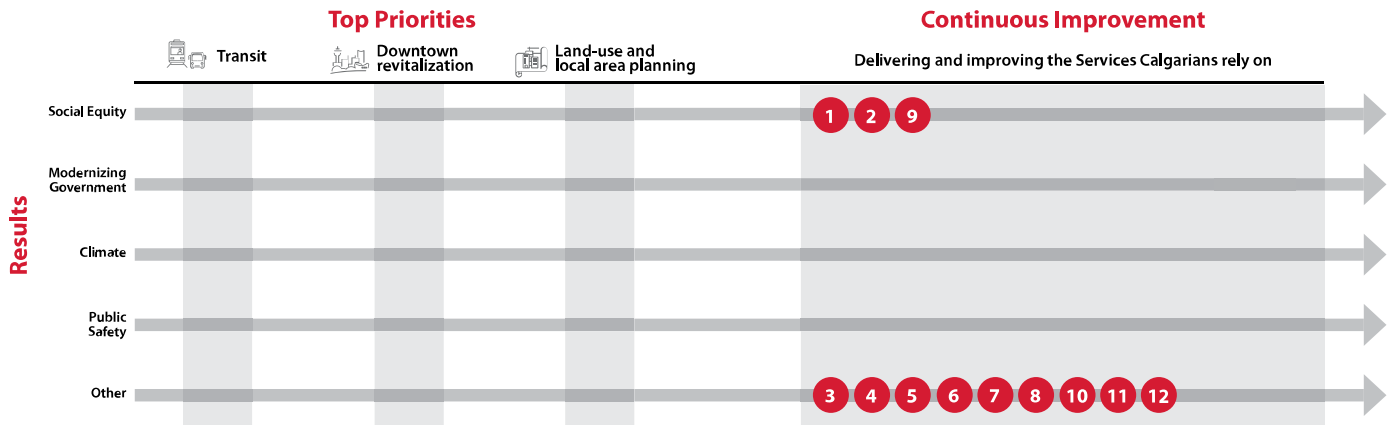 Top Priorities
Continuous Improvement
Transit
Downtown
revitalization
Land-use and
local area planning
Delivering and improving the Services Calgarians rely on
Results
Social Equity
1 2 9
Modernizing
Government
Climate
Public
Safety
Other
3 4 5 6 7 8 10 11 12